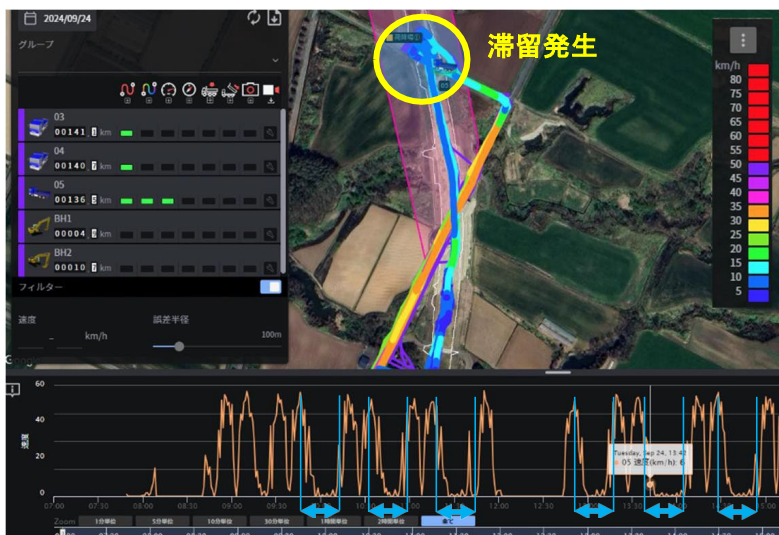 2024/09/24
グループ
滞留発生
03
00141.1 km
04
00140.7 km
05
00136.5 km
BH1
00004.9 km
BH2
00010.7 km
フィルター
速度
誤差半径
– km/h
100m
km/h
80
75
70
65
60
55
50
45
40
35
30
25
20
15
10
5
05
60
40
20
0
速度
Tuesday, Sep 24, 13:42
05 速度(km/h): 6
07:00 07:30 08:00 08:30 09:00 09:30 10:00 10:30 11:00 11:30 12:00 12:30 13:00 14:00 14:30 15:00
Zoom 1分単位 5分単位 10分単位 30分単位 1時間単位 2時間単位 全て